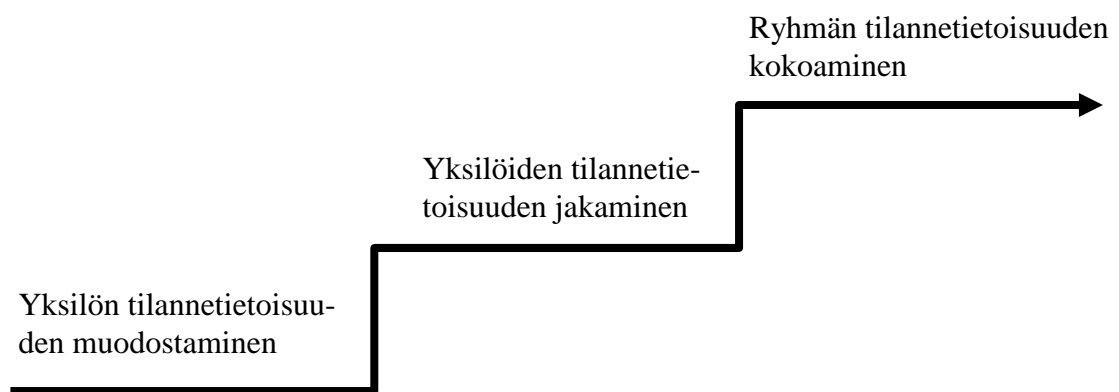 Ryhmän tilannetietoisuuden
kokoaminen
Yksilöiden tilannetie-
toisuuden jakaminen
Yksilön tilannetietoisuu-
den muodostaminen